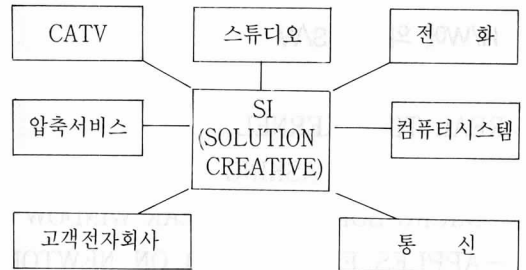 CATV
스튜디오
전 화
압축서비스
SI
(SOLUTION
CREATIVE)
컴퓨터시스템
고객전자회사
통 신